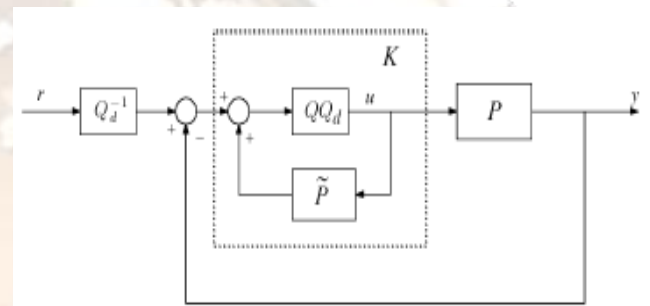 K
r
Q_d^{-1}
+
−
+
+
QQ_d
u
P
y
P̃